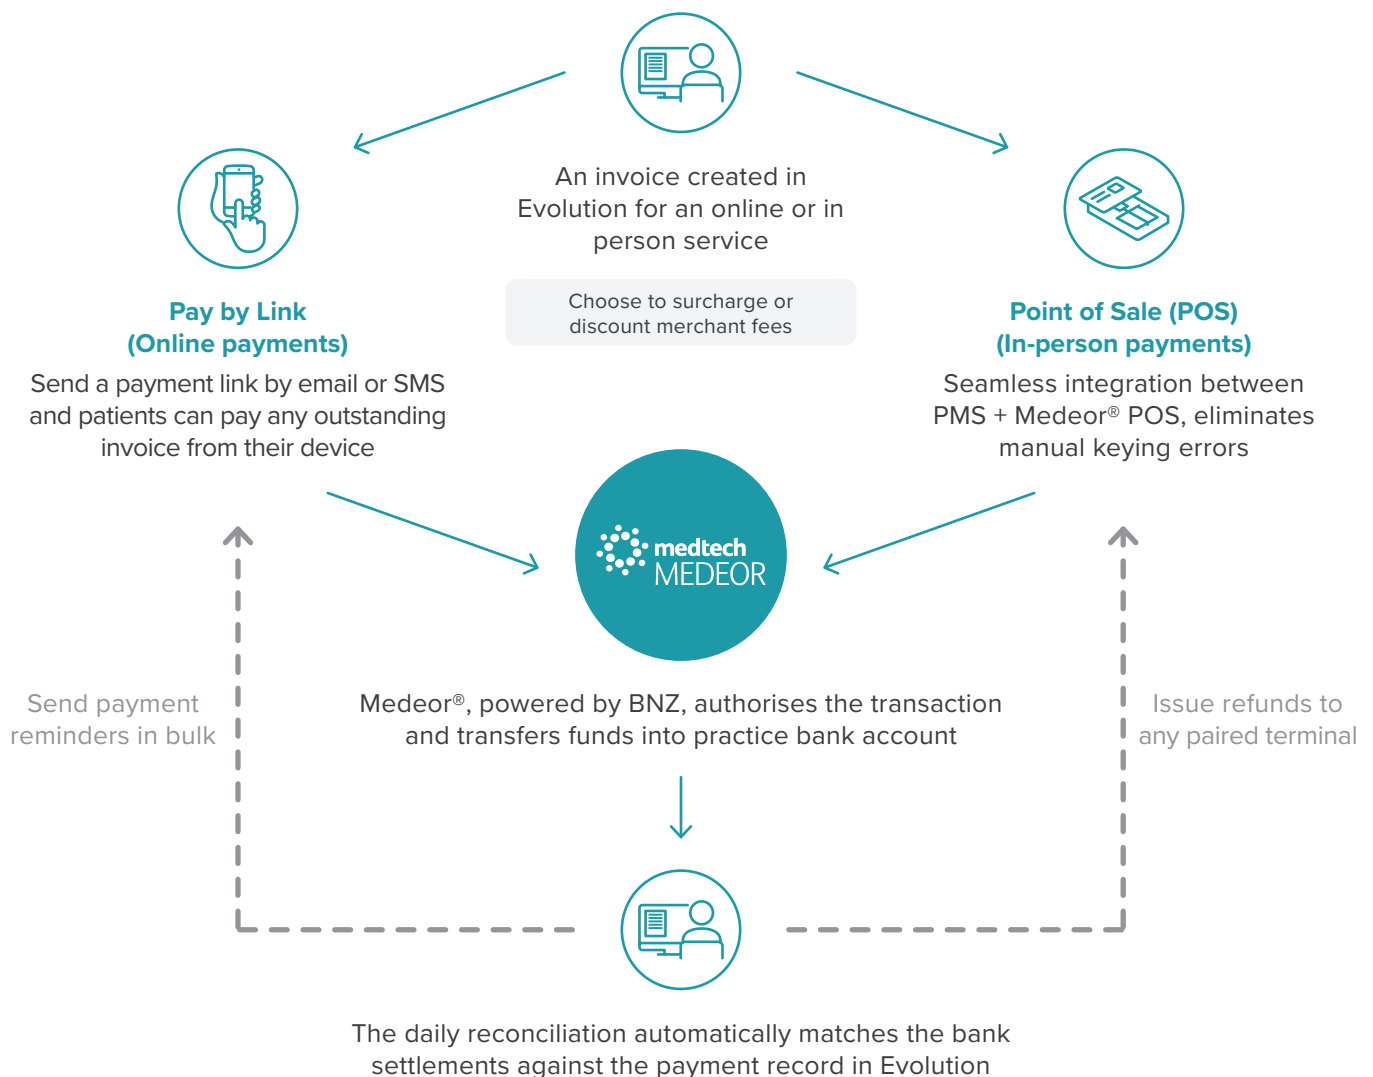 An invoice created in
Evolution for an online or in
person service
Choose to surcharge or
discount merchant fees
Pay by Link
(Online payments)
Send a payment link by email or SMS
and patients can pay any outstanding
invoice from their device
Point of Sale (POS)
(In-person payments)
Seamless integration between
PMS + Medeor® POS, eliminates
manual keying errors
medtech
MEDEOR
Send payment
reminders in bulk
Medeor®, powered by BNZ, authorises the transaction
and transfers funds into practice bank account
Issue refunds to
any paired terminal
The daily reconciliation automatically matches the bank
settlements against the payment record in Evolution